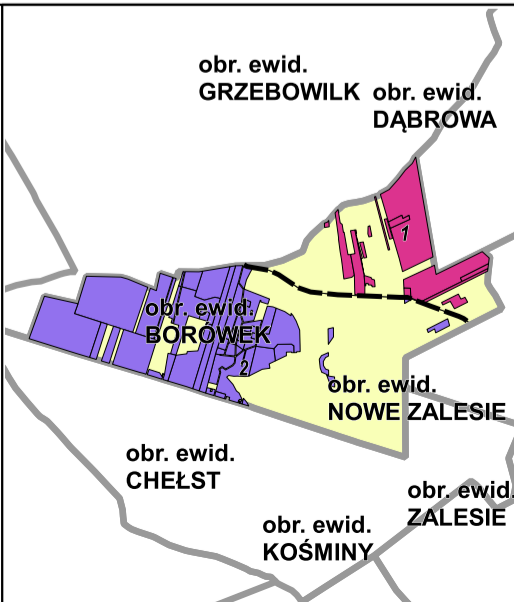 obr. ewid.
GRZEBOWILK
obr. ewid.
DĄBROWA
1
obr. ewid.
BORÓWEK
2
obr. ewid.
NOWE ZALESIE
obr. ewid.
CHEŁST
obr. ewid.
ZALESIE
obr. ewid.
KOŚMINY